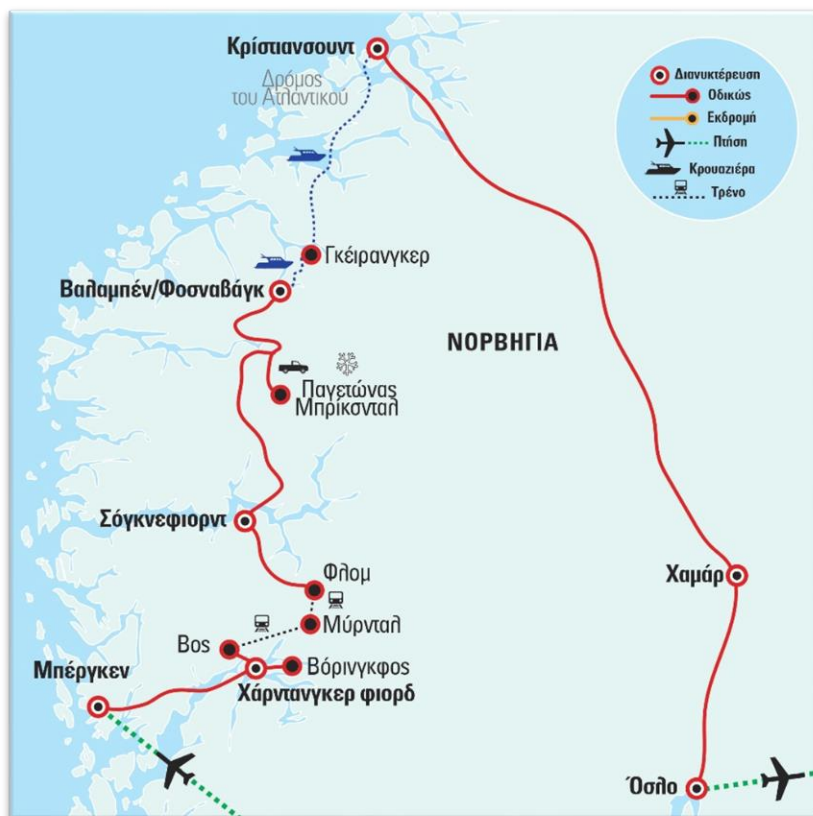 Κρίστιανσουντ
Δρόμος
του Ατλαντικού
Διανυκτέρευση
Οδικώς
Εκδρομή
Πτήση
Κρουαζιέρα
Τρένο
Γκέιρανγκερ
Βαλαμπέν/Φοσναβάγκ
ΝΟΡΒΗΓΙΑ
Παγετώνας
Μπρίκσνταλ
Σόγκνεφιορντ
Φλομ
Χαμάρ
Μύρνταλ
Βος
Βόρινγκφος
Μπέργκεν
Χάρντανγκερ φιορδ
Όσλο